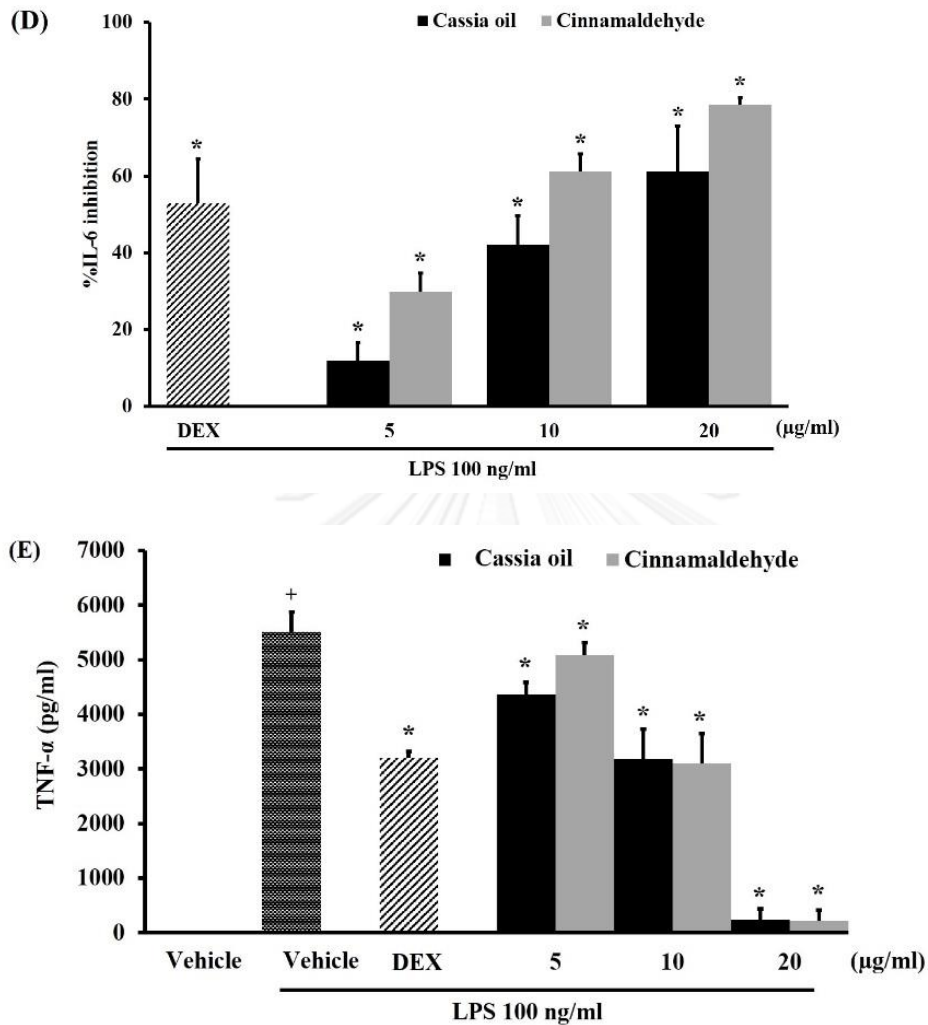 (D)
Cassia oil Cinnamaldehyde
%IL-6 inhibition
100
80
60
40
20
0
* * * * * * *
DEX 5 10 20 (μg/ml)
LPS 100 ng/ml
(E)
Cassia oil Cinnamaldehyde
TNF-α (pg/ml)
7000
6000
5000
4000
3000
2000
1000
0
+ * * * * * * *
Vehicle Vehicle DEX 5 10 20 (μg/ml)
LPS 100 ng/ml